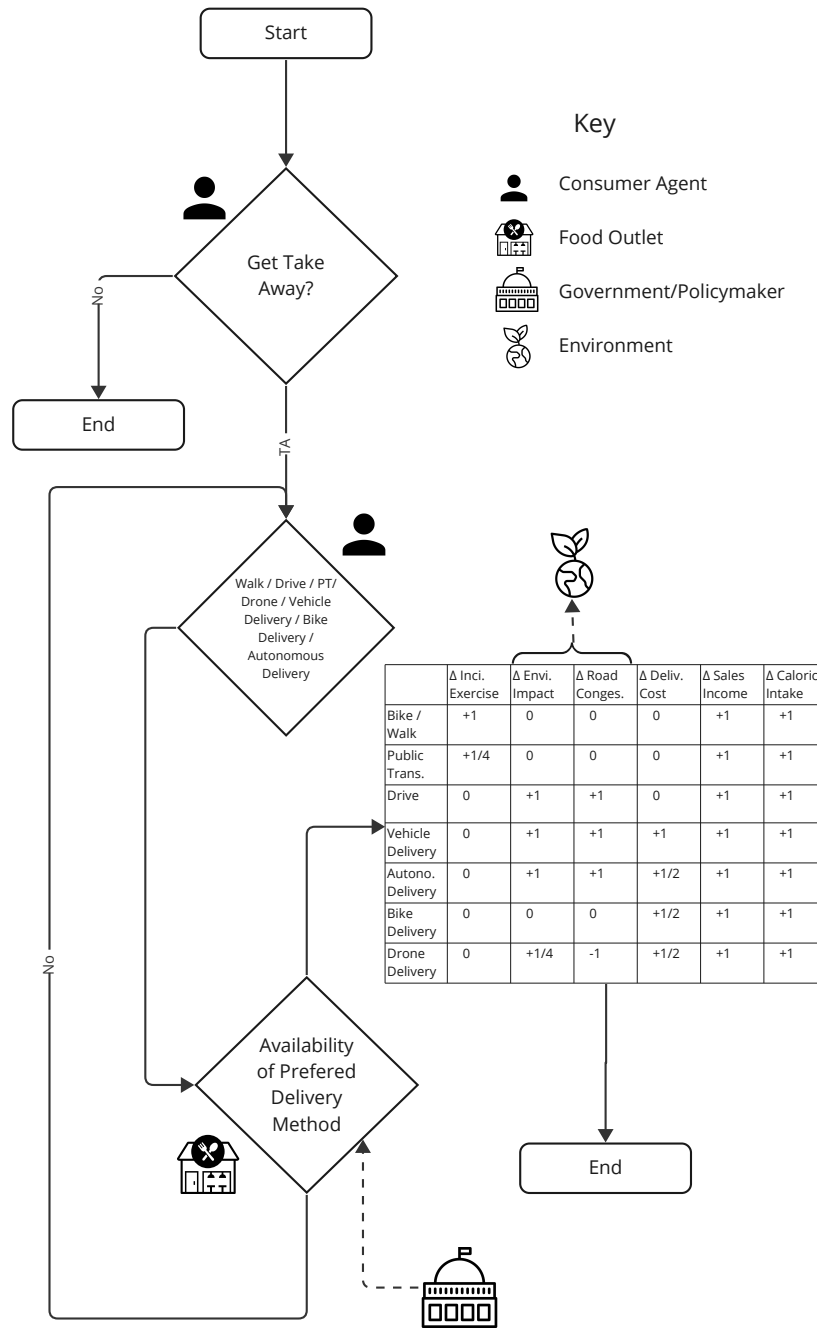 Start
Key
Consumer Agent
Food Outlet
Government/Policymaker
Environment
Get Take
Away?
No
End
TA
Walk / Drive / PT/
Drone / Vehicle
Delivery / Bike
Delivery /
Autonomous
Delivery
Δ Inci.
Exercise
Δ Envi.
Impact
Δ Road
Conges.
Δ Deliv.
Cost
Δ Sales
Income
Δ Caloric
Intake
Bike /
Walk
+1
0
0
0
+1
+1
Public
Trans.
+1/4
0
0
0
+1
+1
Drive
0
+1
+1
0
+1
+1
Vehicle
Delivery
0
+1
+1
+1
+1
+1
Autono.
Delivery
0
+1
+1
+1/2
+1
+1
Bike
Delivery
0
0
0
+1/2
+1
+1
Drone
Delivery
0
+1/4
-1
+1/2
+1
+1
No
Availability
of Prefered
Delivery
Method
End